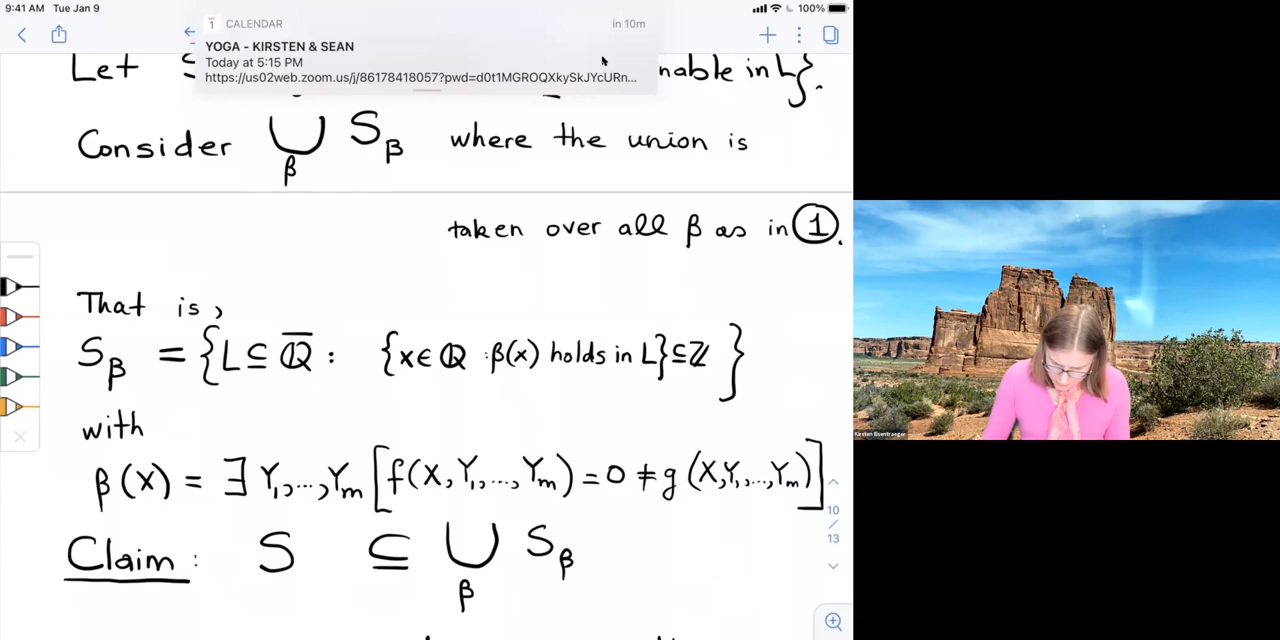 9:41 AM Tue Jan 9
100%
CALENDAR
in 10m
YOGA - KIRSTEN & SEAN
Today at 5:15 PM
https://us02web.zoom.us/j/86178418057?pwd=d0t1MGROQXkySkJYcURn...
Let S nable in L}.
Consider ⋃_β S_β where the union is
taken over all β as in ①.
That is,
S_β = {L ⊆ Q̅ : {x ∈ Q : β(x) holds in L} ⊆ ℤ}
with
β(X) = ∃ Y₁,...,Yₘ [f(X,Y₁,...,Yₘ) = 0 ≠ g(X,Y₁,...,Yₘ)]
Claim: S ⊆ ⋃_β S_β
10
/
13
Kirsten Eisentraeger